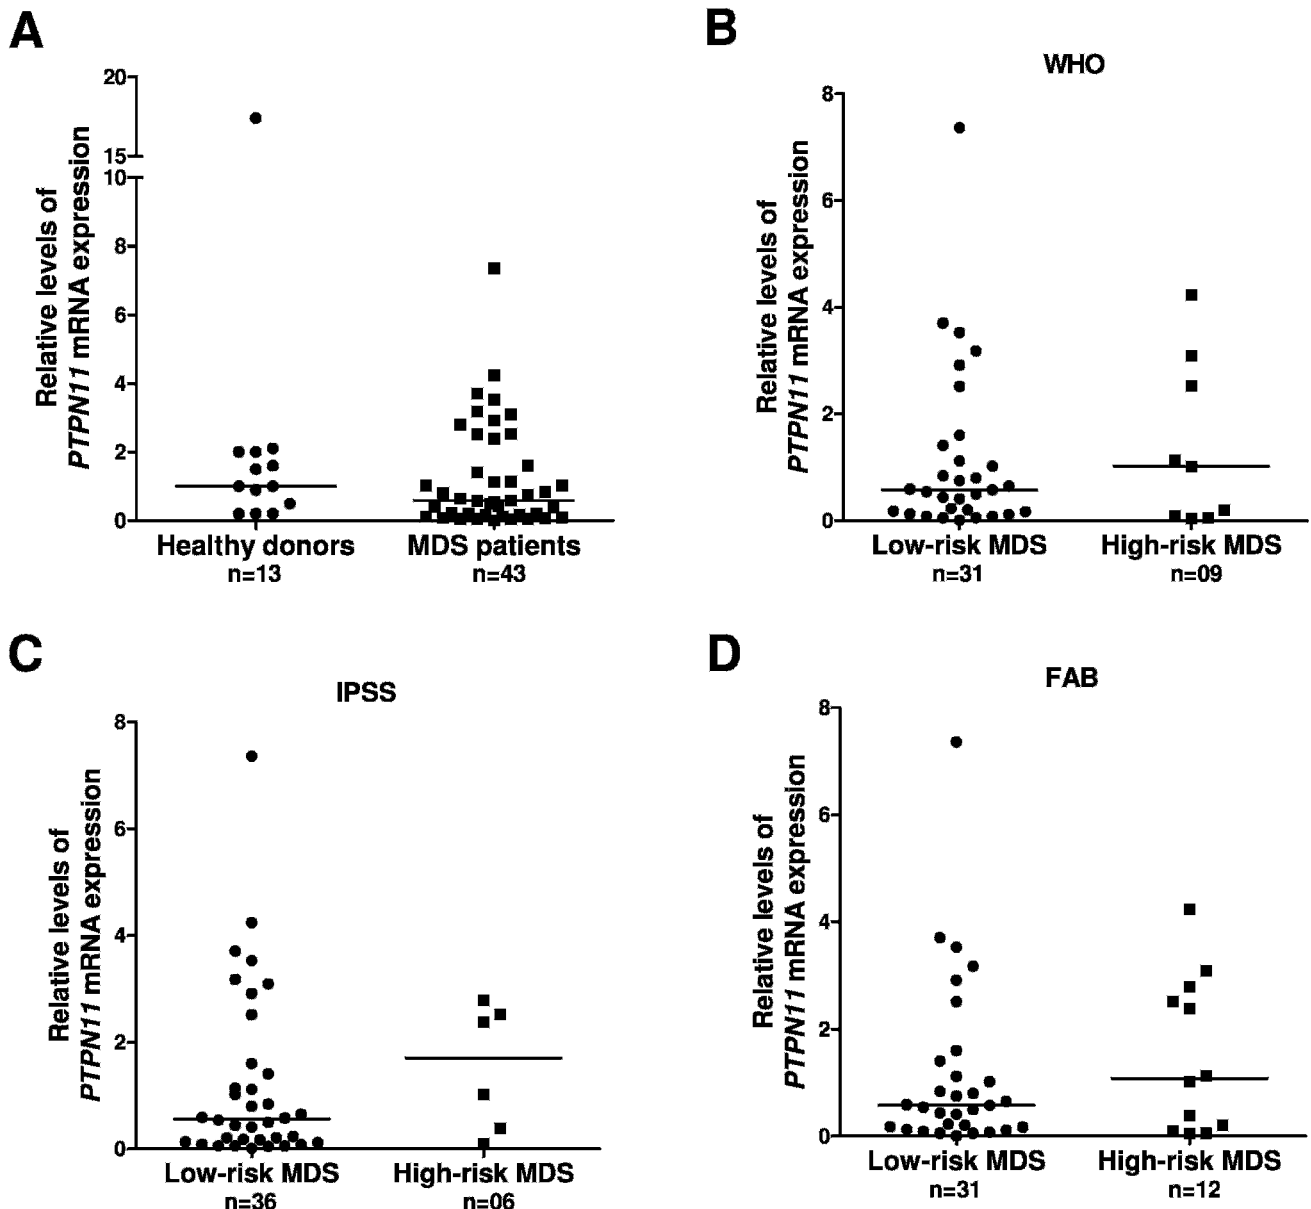 A
Relative levels of
PTPN11 mRNA expression
20
15
10
8
6
4
2
0
Healthy donors
n=13
MDS patients
n=43
B
WHO
Relative levels of
PTPN11 mRNA expression
8
6
4
2
0
Low-risk MDS
n=31
High-risk MDS
n=09
C
IPSS
Relative levels of
PTPN11 mRNA expression
8
6
4
2
0
Low-risk MDS
n=36
High-risk MDS
n=06
D
FAB
Relative levels of
PTPN11 mRNA expression
8
6
4
2
0
Low-risk MDS
n=31
High-risk MDS
n=12